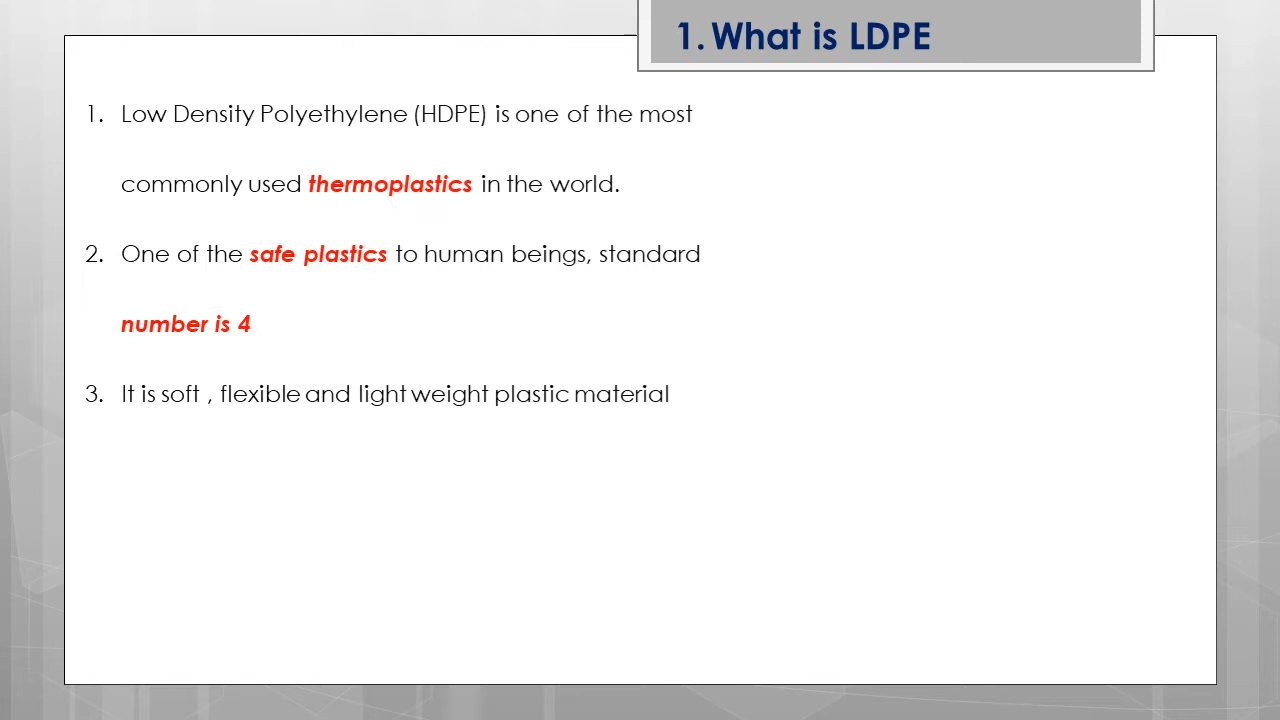 1. What is LDPE
1. Low Density Polyethylene (HDPE) is one of the most
commonly used thermoplastics in the world.
2. One of the safe plastics to human beings, standard
number is 4
3. It is soft , flexible and light weight plastic material